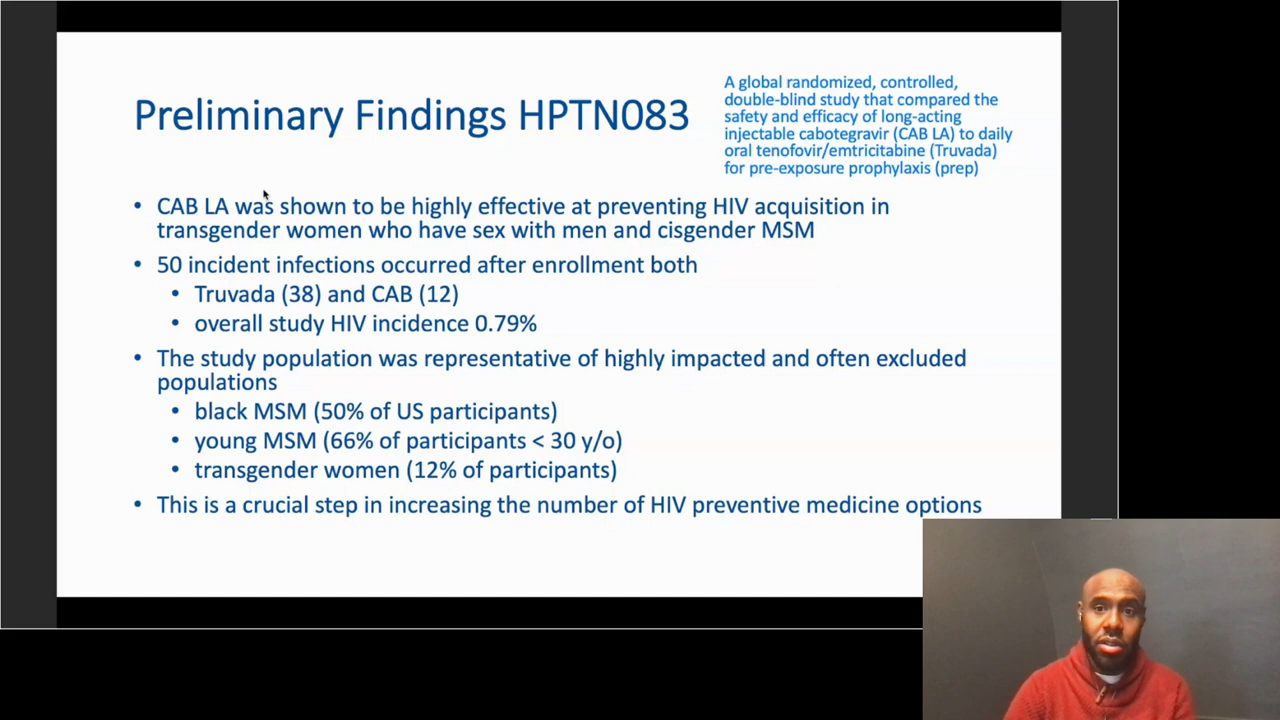 Preliminary Findings HPTN083
A global randomized, controlled,
double-blind study that compared the
safety and efficacy of long-acting
injectable cabotegravir (CAB LA) to daily
oral tenofovir/emtricitabine (Truvada)
for pre-exposure prophylaxis (prep)
• CAB LA was shown to be highly effective at preventing HIV acquisition in
transgender women who have sex with men and cisgender MSM
• 50 incident infections occurred after enrollment both
• Truvada (38) and CAB (12)
• overall study HIV incidence 0.79%
• The study population was representative of highly impacted and often excluded
populations
• black MSM (50% of US participants)
• young MSM (66% of participants < 30 y/o)
• transgender women (12% of participants)
• This is a crucial step in increasing the number of HIV preventive medicine options